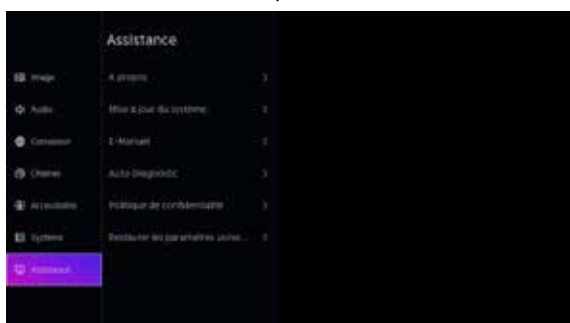 Assistance
Image
A propos
Audio
Mise à jour du système
Connexion
E-Manuel
Chaînes
Auto-Diagnostic
Accessibilité
Politique de confidentialité
Système
Restaurer les paramètres usine...
Assistance